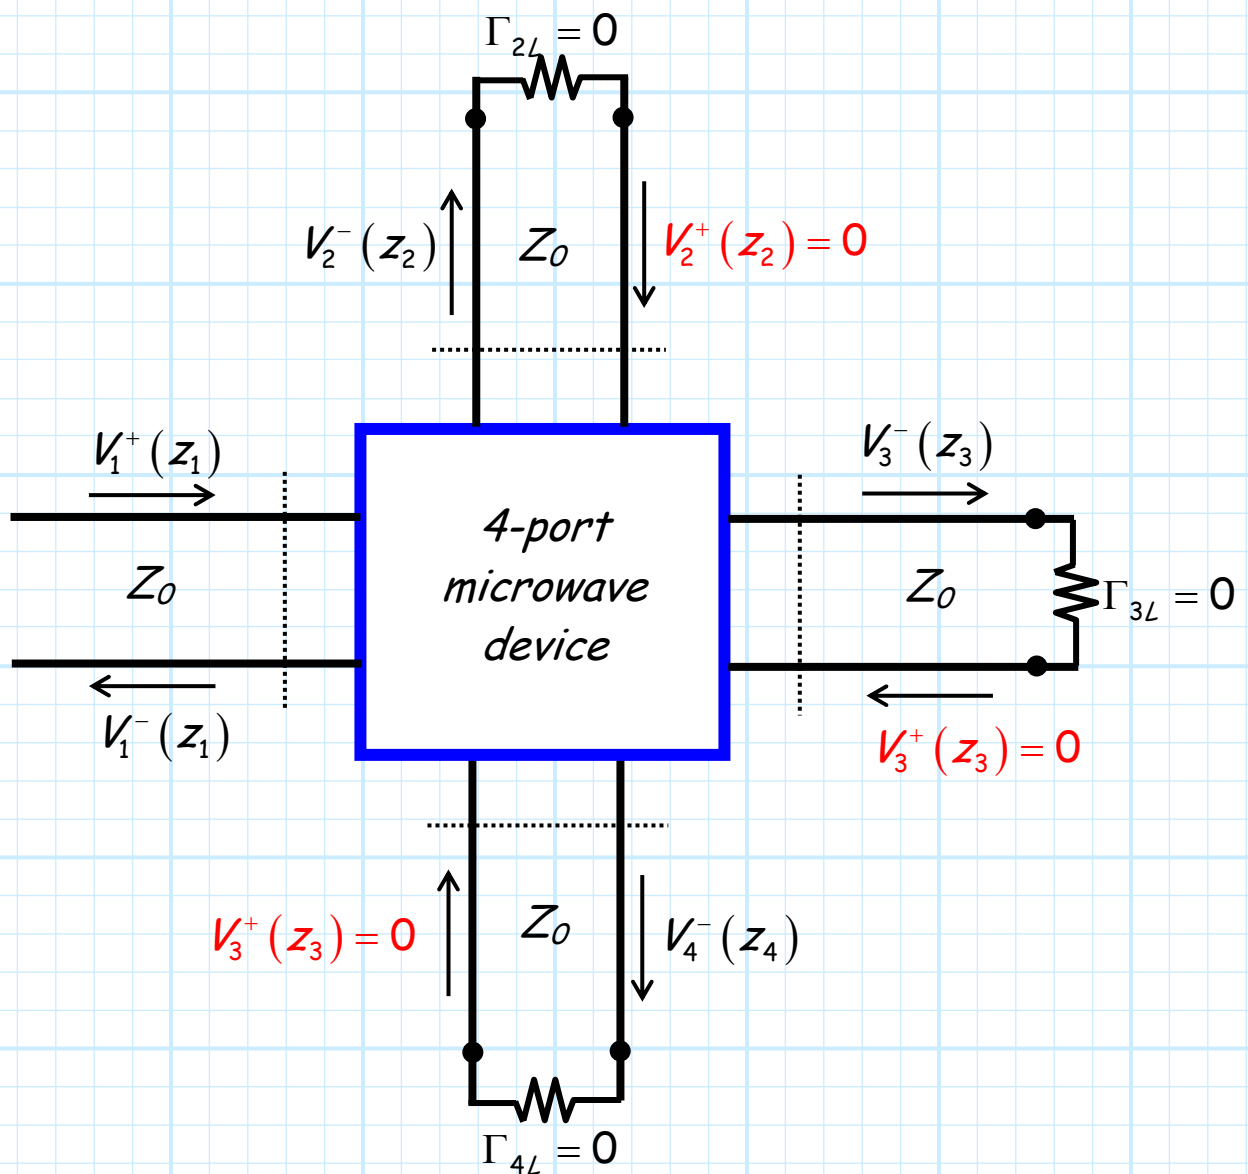 Γ₂L = 0
V₂⁻(z₂)
Z₀
V₂⁺(z₂) = 0
V₁⁺(z₁)
V₃⁻(z₃)
4-port
microwave
device
Z₀
Z₀
Γ₃L = 0
V₁⁻(z₁)
V₃⁺(z₃) = 0
V₃⁺(z₃) = 0
Z₀
V₄⁻(z₄)
Γ₄L = 0